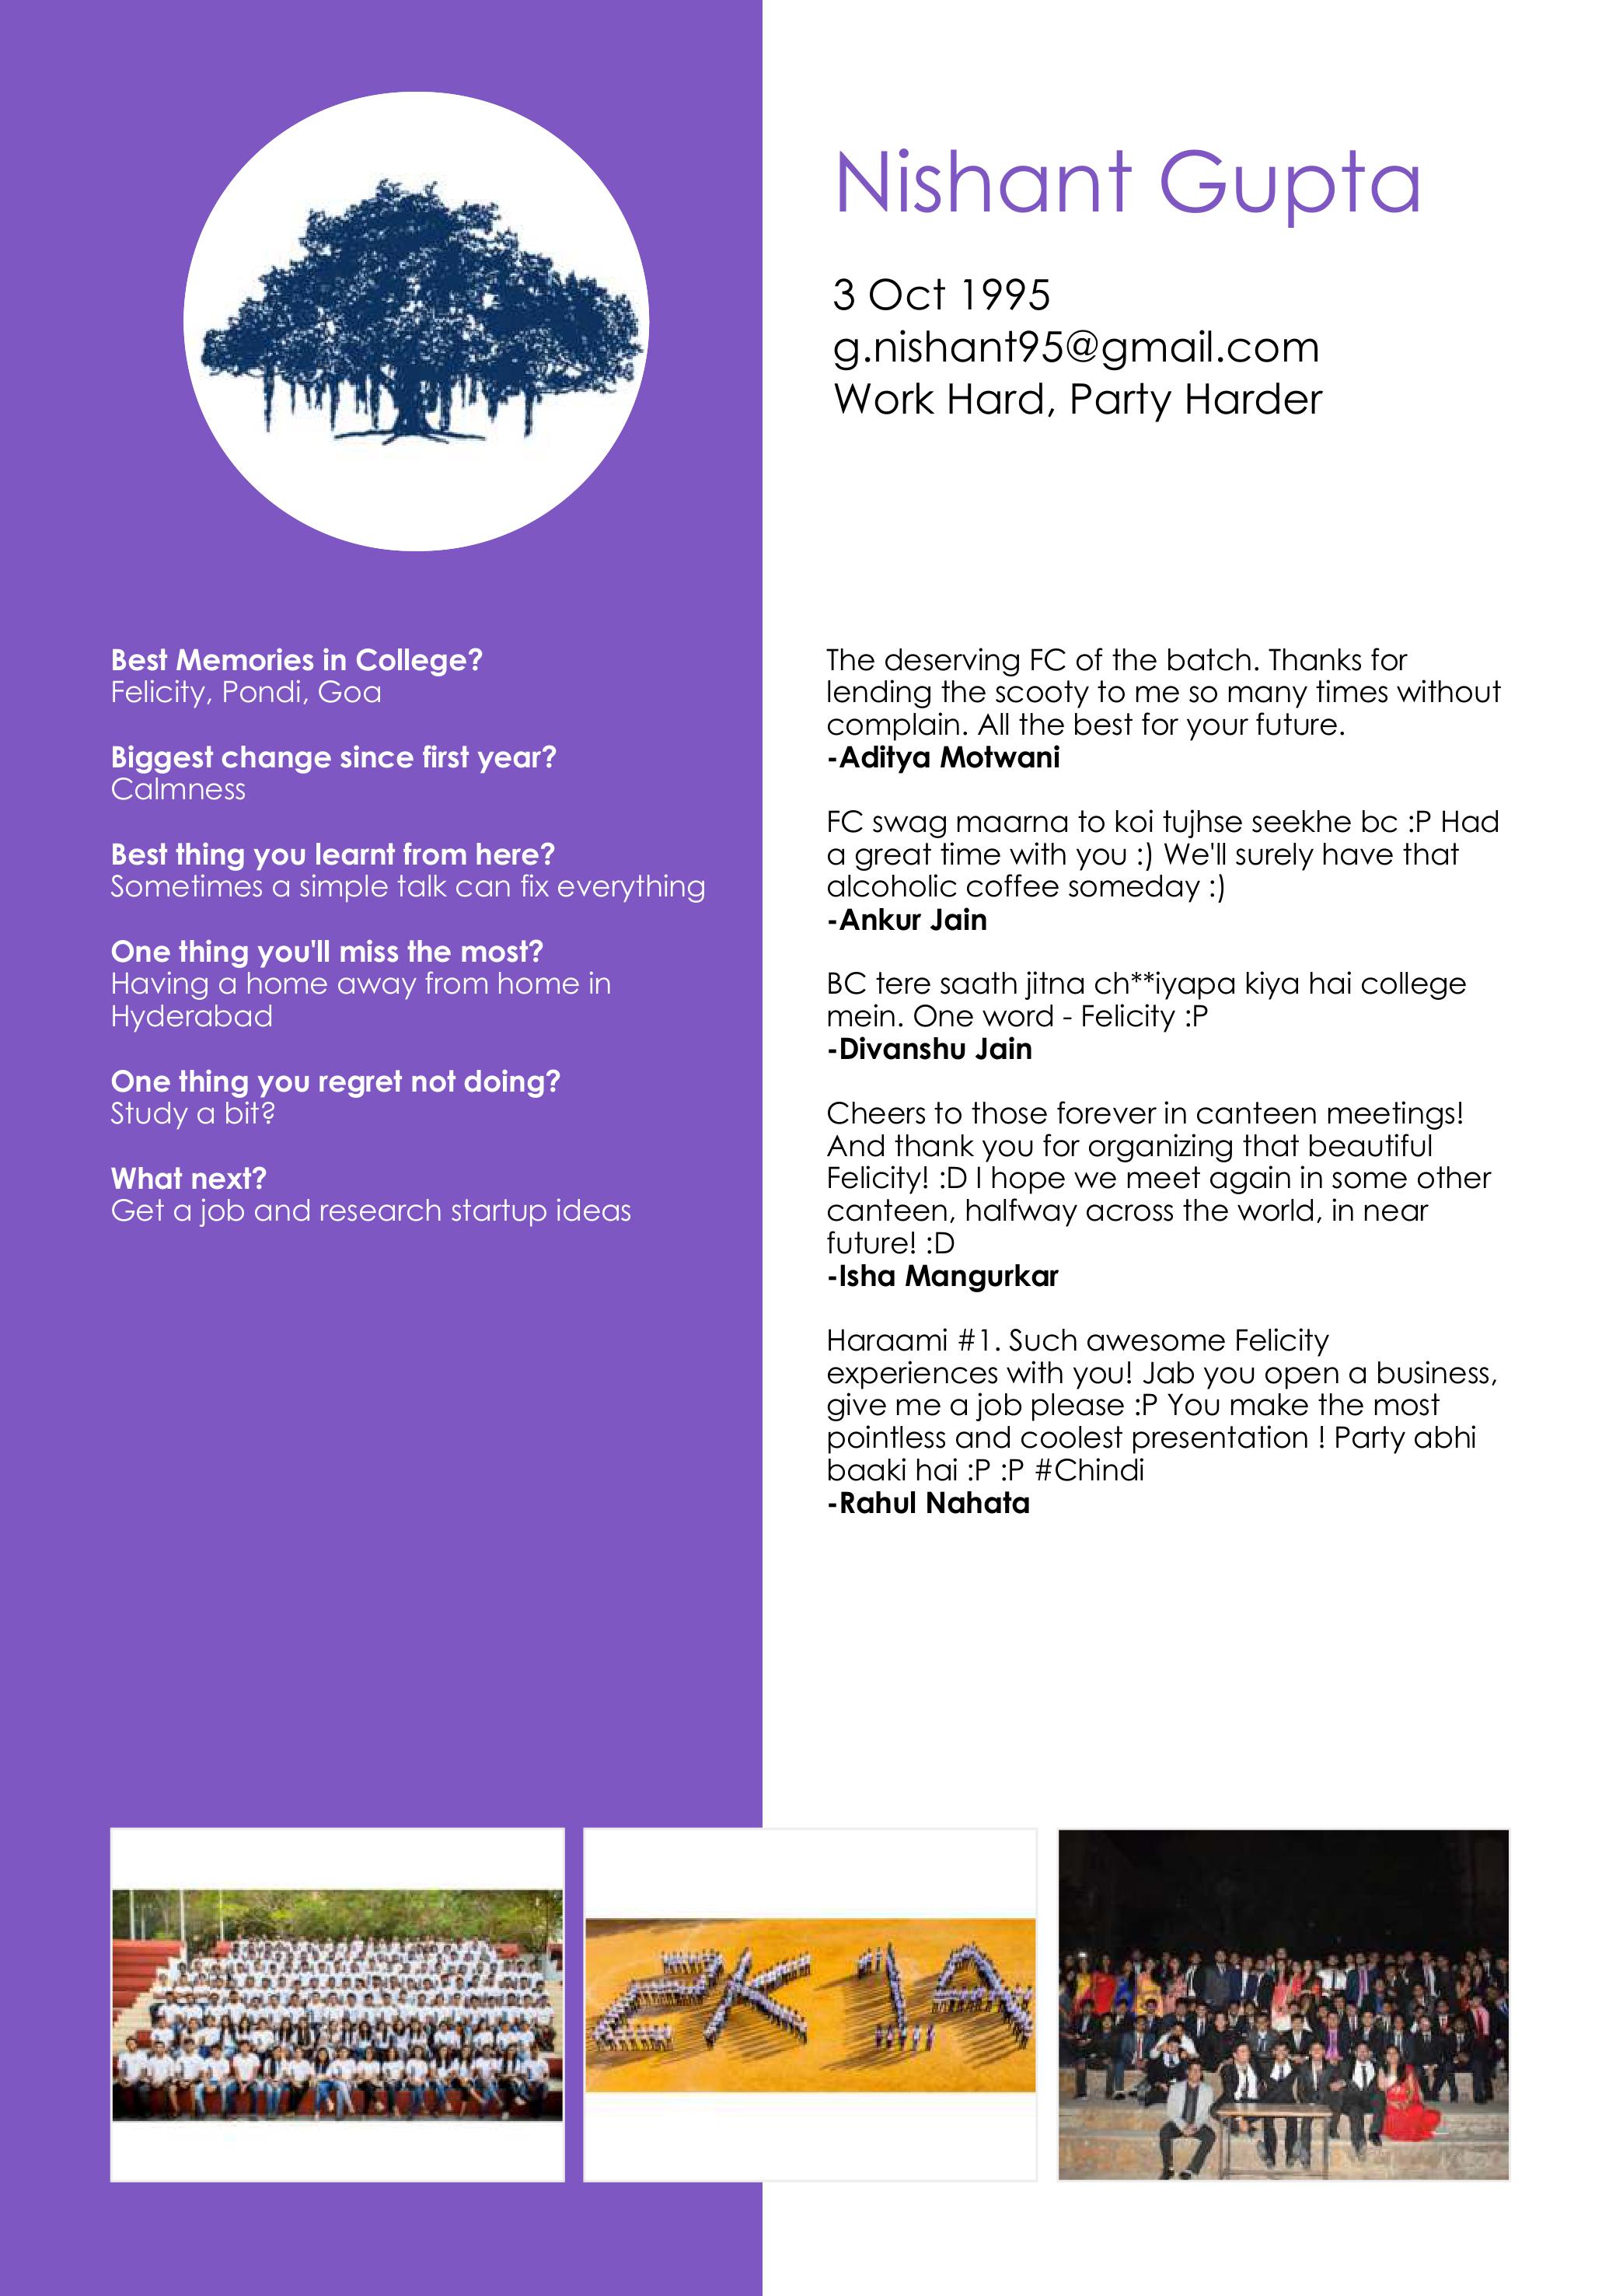 Nishant Gupta
3 Oct 1995
g.nishant95@gmail.com
Work Hard, Party Harder
Best Memories in College?
Felicity, Pondi, Goa
Biggest change since first year?
Calmness
Best thing you learnt from here?
Sometimes a simple talk can fix everything
One thing you'll miss the most?
Having a home away from home in
Hyderabad
One thing you regret not doing?
Study a bit?
What next?
Get a job and research startup ideas
The deserving FC of the batch. Thanks for
lending the scooty to me so many times without
complain. All the best for your future.
-Aditya Motwani
FC swag maarna to koi tujhse seekhe bc :P Had
a great time with you :) We'll surely have that
alcoholic coffee someday :)
-Ankur Jain
BC tere saath jitna ch**iyapa kiya hai college
mein. One word - Felicity :P
-Divanshu Jain
Cheers to those forever in canteen meetings!
And thank you for organizing that beautiful
Felicity! :D I hope we meet again in some other
canteen, halfway across the world, in near
future! :D
-Isha Mangurkar
Haraami #1. Such awesome Felicity
experiences with you! Jab you open a business,
give me a job please :P You make the most
pointless and coolest presentation ! Party abhi
baaki hai :P :P #Chindi
-Rahul Nahata
2K 1A